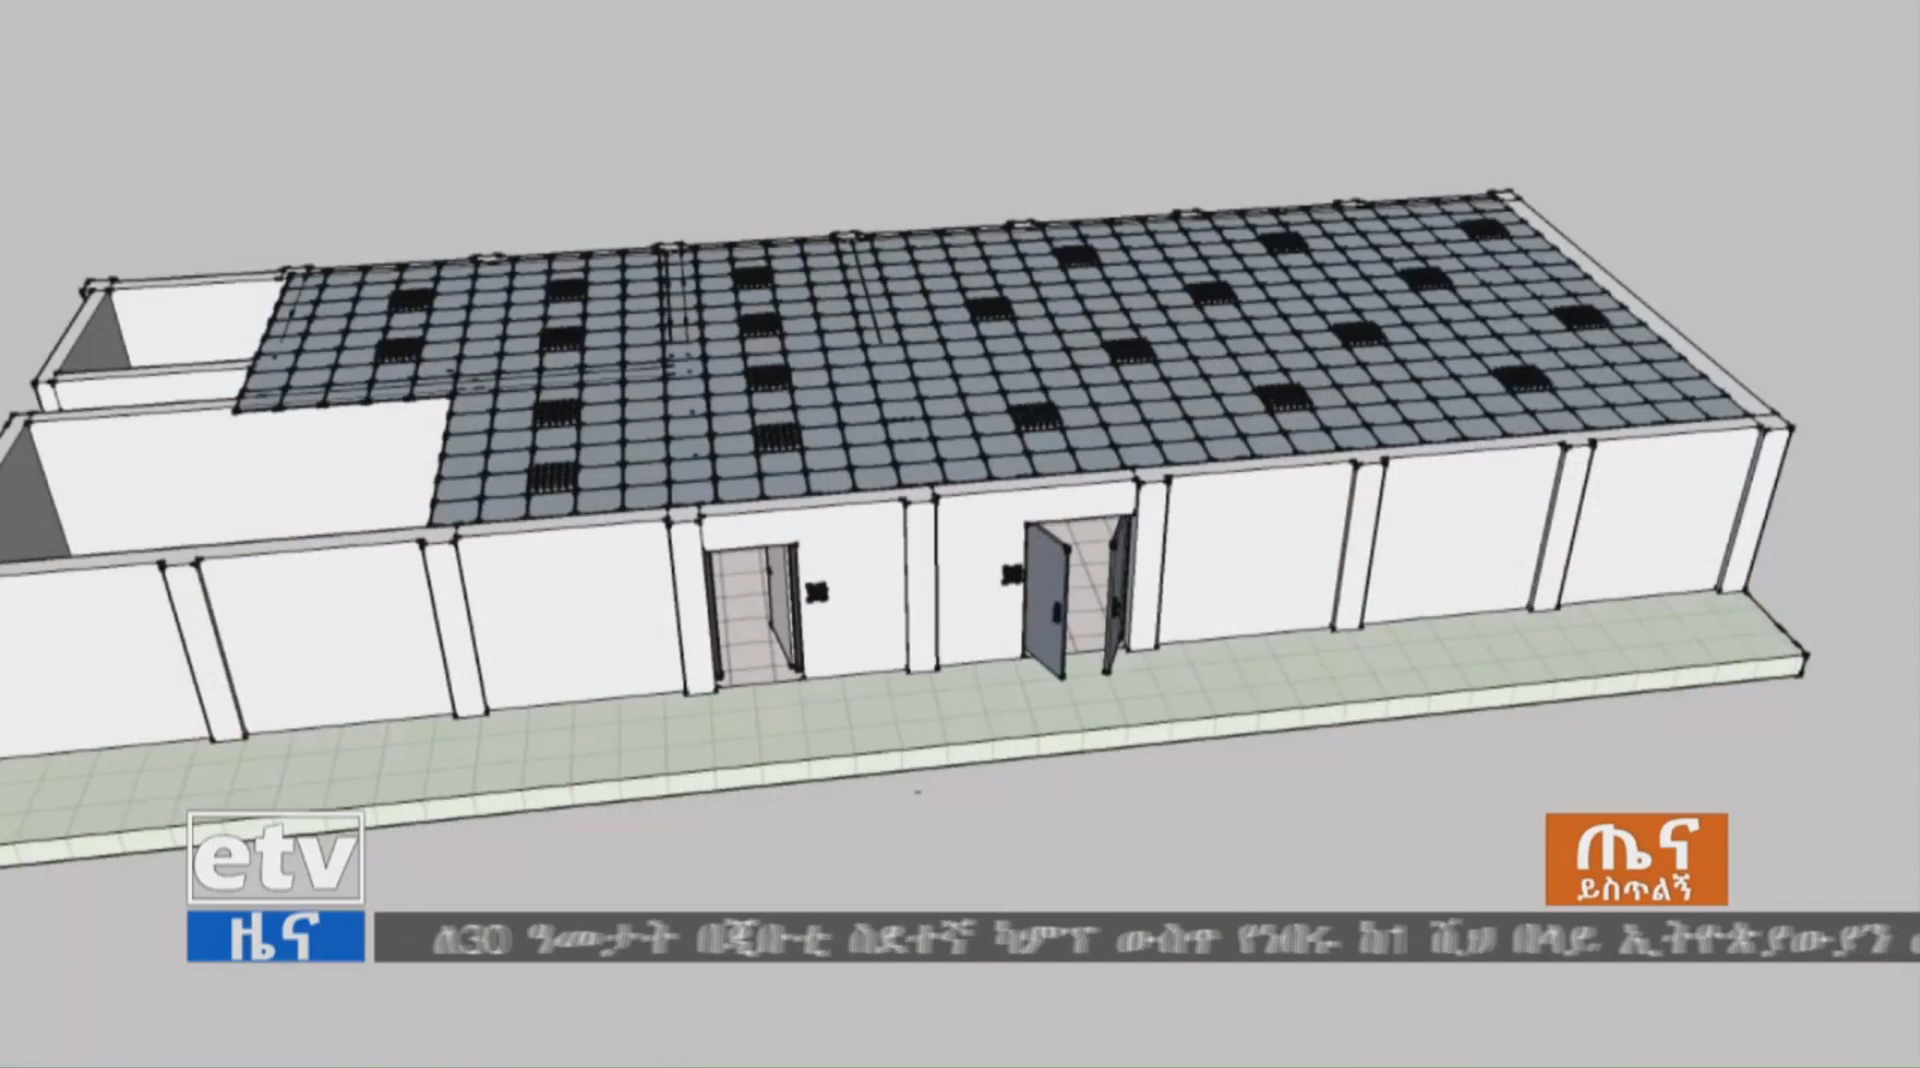 etv
ጤና
ይስጥልኝ
ዜና
ለ30 ዓመታት በጂቡቲ ስደተኛ ካምፕ ውስጥ የነበሩ ከ1 ሺህ በላይ ኢትዮጵያውያን